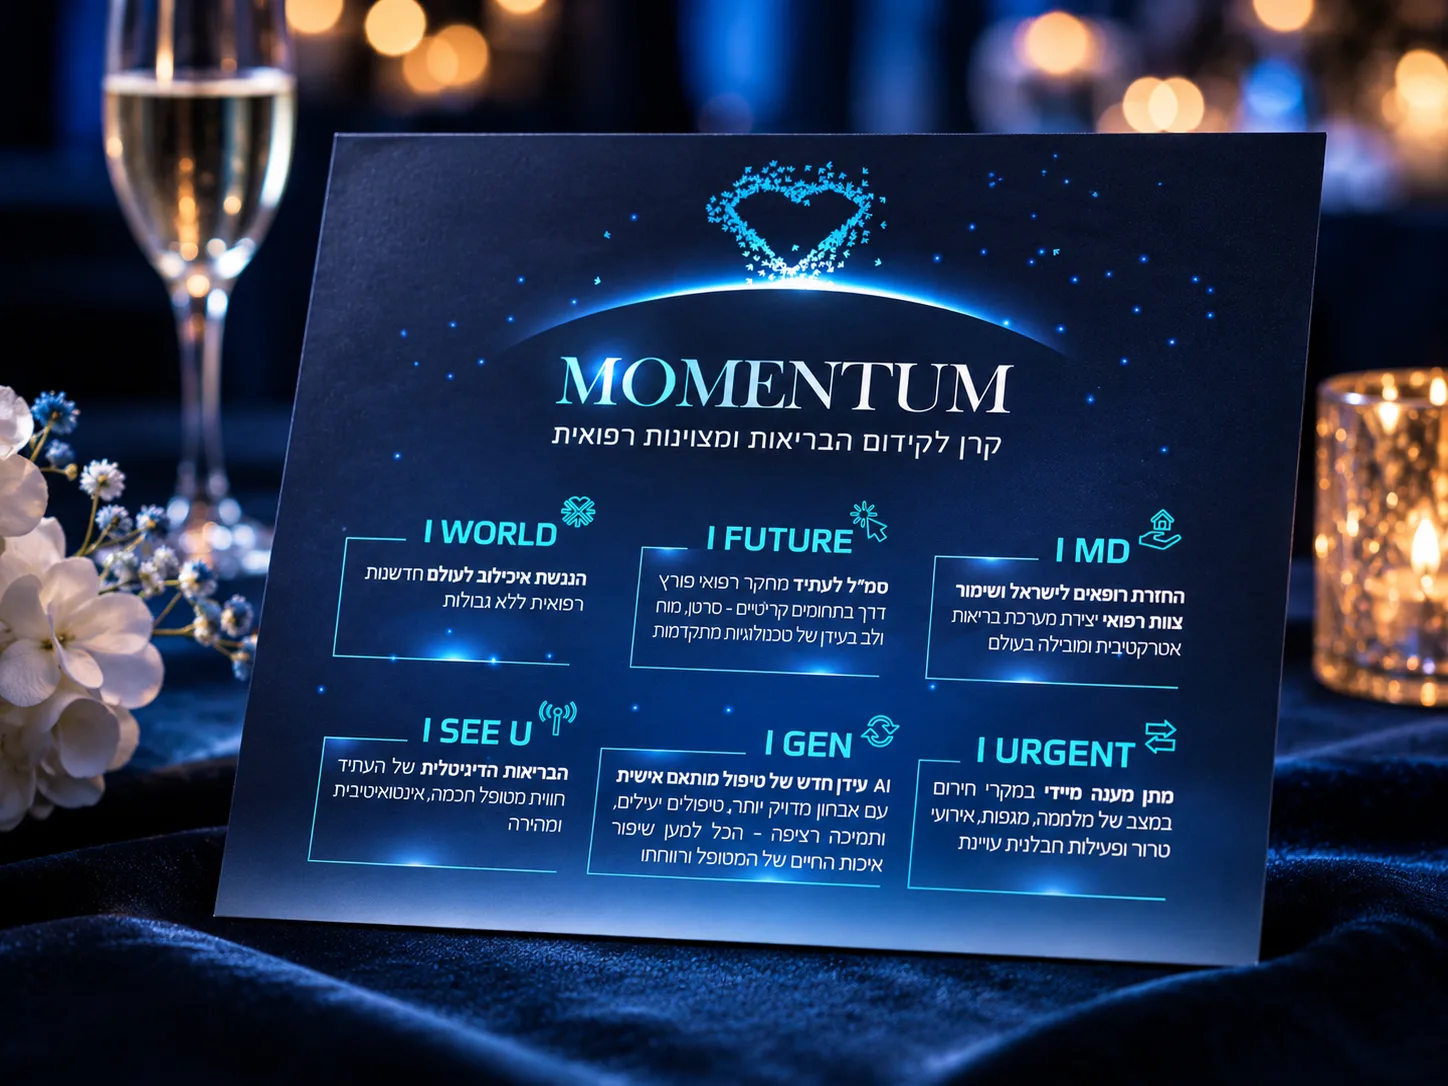 MOMENTUM
קרן לקידום הבריאות ומצוינות רפואית
I MD
החזרת רופאים לישראל ושימור
צוות רפואי יצירת מערכת בריאות
אטרקטיבית ומובילה בעולם
I FUTURE
סמ״ל לעתיד מחקר רפואי פורץ
דרך בתחומים קריטיים - סרטן, מוח
ולב בעידן של טכנולוגיות מתקדמות
I WORLD
הנגשת איכילוב לעולם חדשנות
רפואית ללא גבולות
I URGENT
מתן מענה מיידי במקרי חירום
במצב של מלחמה, מגפות, אירועי
טרור ופעילות חבלנית עויינת
I GEN
AI עידן חדש של טיפול מותאם אישית
עם אבחון מדויק יותר, טיפולים יעילים,
ותמיכה רציפה - הכל למען שיפור
איכות החיים של המטופל ורווחתו
I SEE U
הבריאות הדיגיטלית של העתיד
חווית מטופל חכמה, אינטואיטיבית
ומהירה